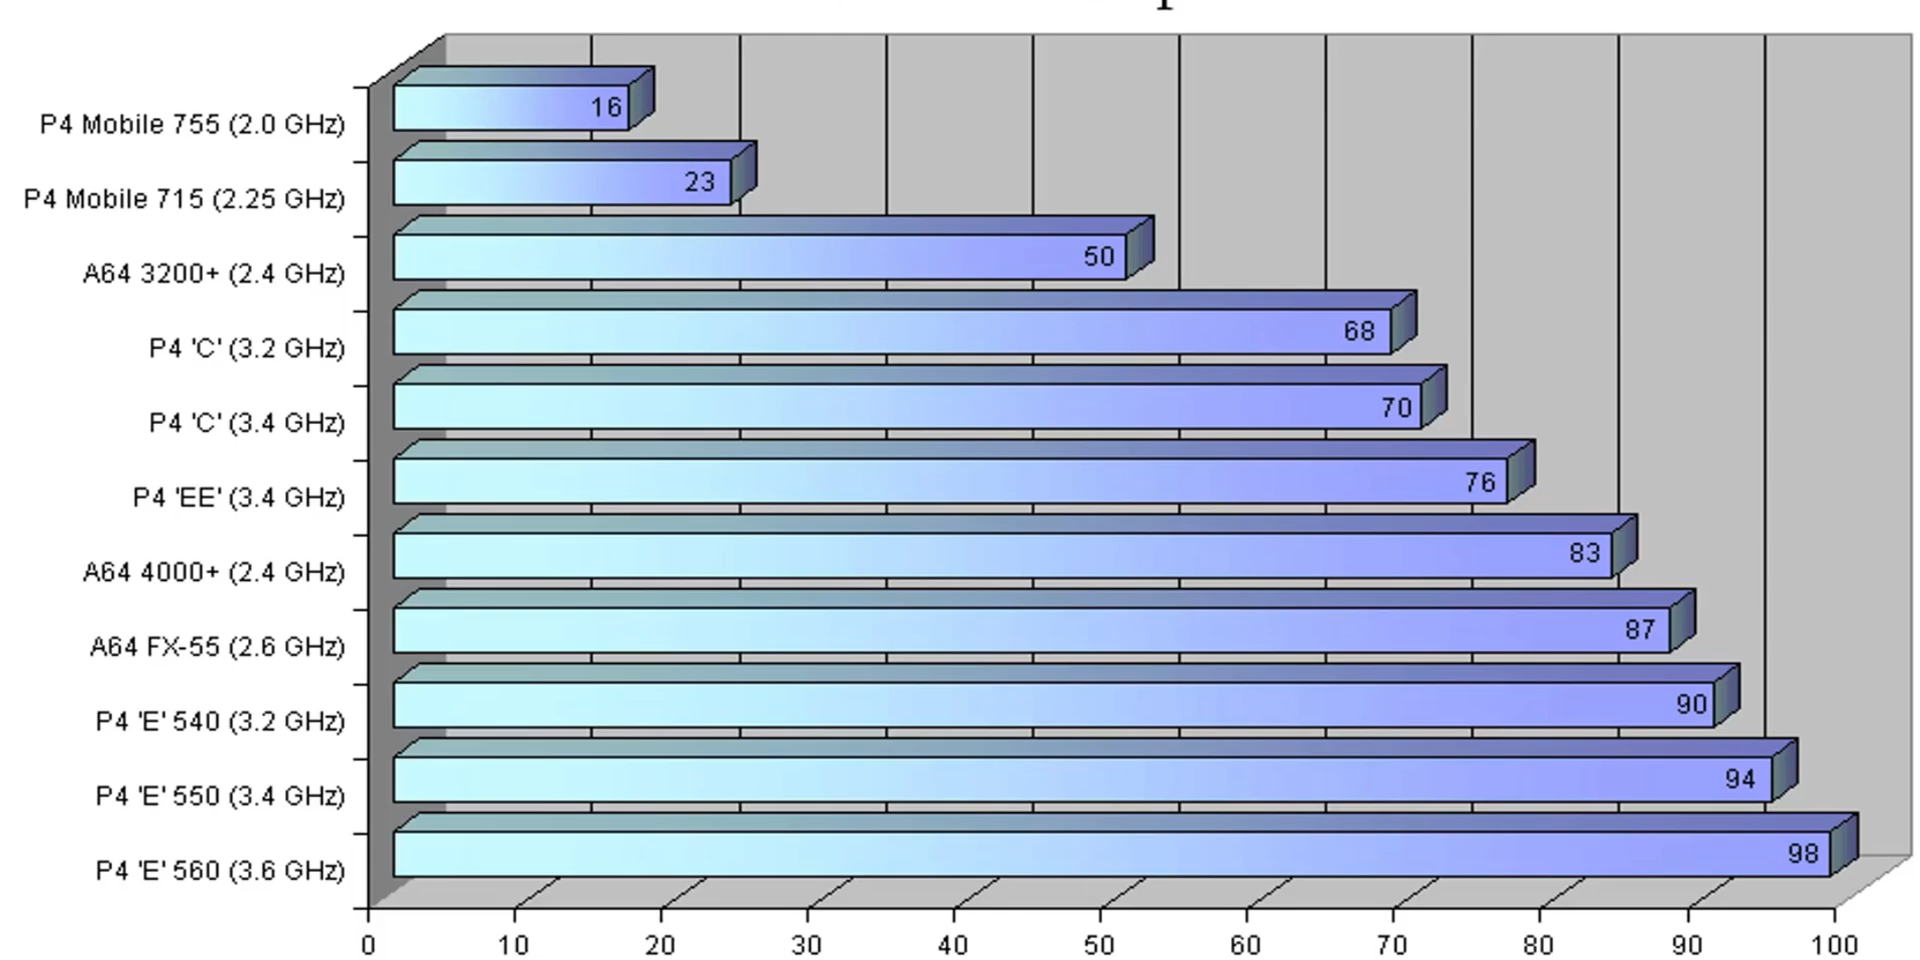 P4 Mobile 755 (2.0 GHz) 16
P4 Mobile 715 (2.25 GHz) 23
A64 3200+ (2.4 GHz) 50
P4 'C' (3.2 GHz) 68
P4 'C' (3.4 GHz) 70
P4 'EE' (3.4 GHz) 76
A64 4000+ (2.4 GHz) 83
A64 FX-55 (2.6 GHz) 87
P4 'E' 540 (3.2 GHz) 90
P4 'E' 550 (3.4 GHz) 94
P4 'E' 560 (3.6 GHz) 98
0 10 20 30 40 50 60 70 80 90 100